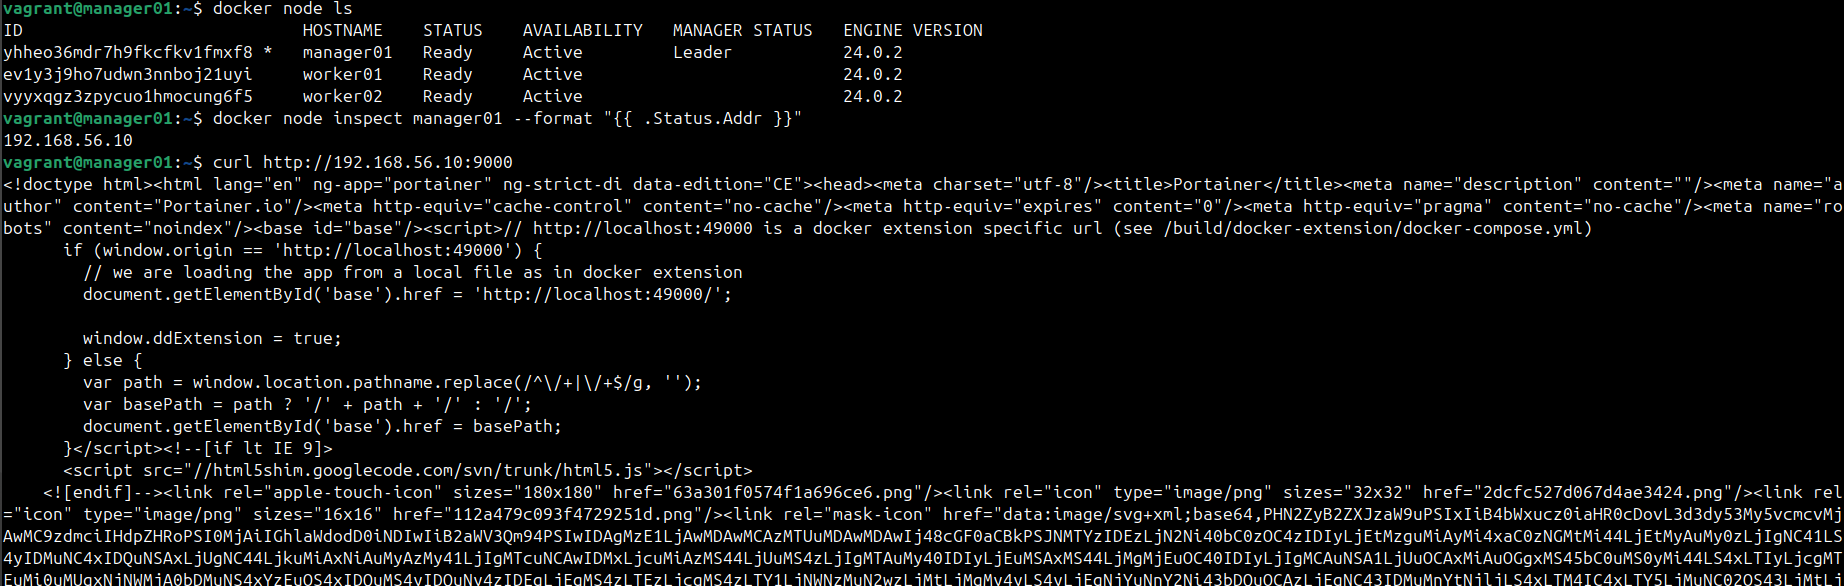 vagrant@manager01:~$ docker node ls
ID                            HOSTNAME    STATUS    AVAILABILITY   MANAGER STATUS   ENGINE VERSION
yhheo36mdr7h9fkcfkv1fmxf8 *   manager01   Ready     Active         Leader           24.0.2
ev1y3j9ho7udwn3nnboj21uyi     worker01    Ready     Active                          24.0.2
vyyxqgz3zpycuo1hmocung6f5     worker02    Ready     Active                          24.0.2
vagrant@manager01:~$ docker node inspect manager01 --format "{{ .Status.Addr }}"
192.168.56.10
vagrant@manager01:~$ curl http://192.168.56.10:9000
<!doctype html><html lang="en" ng-app="portainer" ng-strict-di data-edition="CE"><head><meta charset="utf-8"/><title>Portainer</title><meta name="description" content=""/><meta name="a
uthor" content="Portainer.io"/><meta http-equiv="cache-control" content="no-cache"/><meta http-equiv="expires" content="0"/><meta http-equiv="pragma" content="no-cache"/><meta name="ro
bots" content="noindex"/><base id="base"/><script>// http://localhost:49000 is a docker extension specific url (see /build/docker-extension/docker-compose.yml)
      if (window.origin == 'http://localhost:49000') {
        // we are loading the app from a local file as in docker extension
        document.getElementById('base').href = 'http://localhost:49000/';
        window.ddExtension = true;
      } else {
        var path = window.location.pathname.replace(/^\/+|\/+$/g, '');
        var basePath = path ? '/' + path + '/' : '/';
        document.getElementById('base').href = basePath;
      }</script><!--[if lt IE 9]>
      <script src="//html5shim.googlecode.com/svn/trunk/html5.js"></script>
    <![endif]--><link rel="apple-touch-icon" sizes="180x180" href="63a301f0574f1a696ce6.png"/><link rel="icon" type="image/png" sizes="32x32" href="2dcfc527d067d4ae3424.png"/><link rel
="icon" type="image/png" sizes="16x16" href="112a479c093f4729251d.png"/><link rel="mask-icon" href="data:image/svg+xml;base64,PHN2ZyB2ZXJzaW9uPSIxIiB4bWxucz0iaHR0cDovL3d3dy53My5vcmcvMj